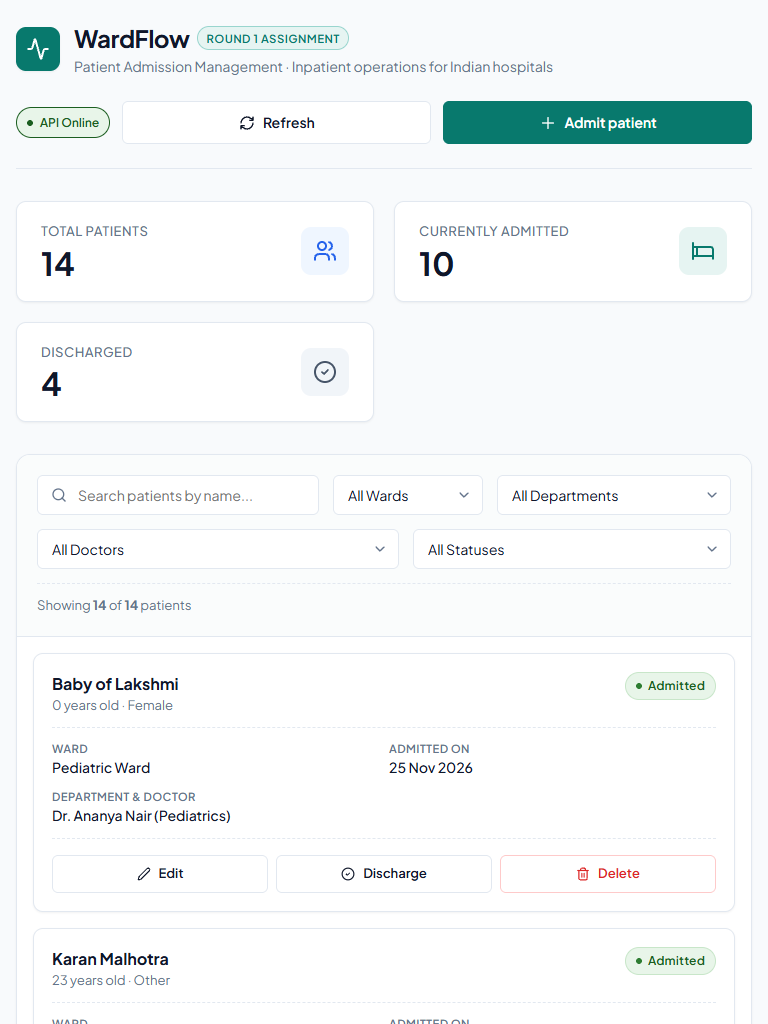 WardFlow ROUND 1 ASSIGNMENT
Patient Admission Management · Inpatient operations for Indian hospitals
API Online Refresh Admit patient
TOTAL PATIENTS
14
CURRENTLY ADMITTED
10
DISCHARGED
4
Search patients by name... All Wards All Departments
All Doctors All Statuses
Showing 14 of 14 patients
Baby of Lakshmi Admitted
0 years old · Female
WARD ADMITTED ON
Pediatric Ward 25 Nov 2026
DEPARTMENT & DOCTOR
Dr. Ananya Nair (Pediatrics)
Edit Discharge Delete
Karan Malhotra Admitted
23 years old · Other
WARD ADMITTED ON